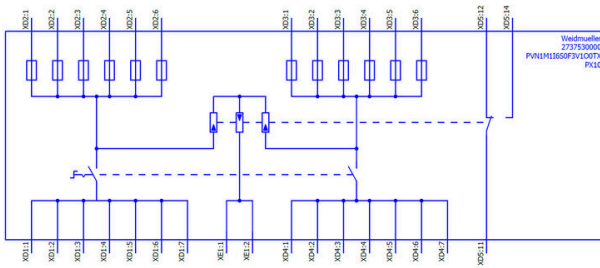 XD2:1
XD2:2
XD2:3
XD2:4
XD2:5
XD2:6
XD3:1
XD3:2
XD3:3
XD3:4
XD3:5
XD3:6
XD5:12
XD5:14
Weidmueller
2737530000
PVN1M1I6S0F3V1O0TX
PX10
XD1:1
XD1:2
XD1:3
XD1:4
XD1:5
XD1:6
XD1:7
XE1:1
XE1:2
XD4:1
XD4:2
XD4:3
XD4:4
XD4:5
XD4:6
XD4:7
XD5:11